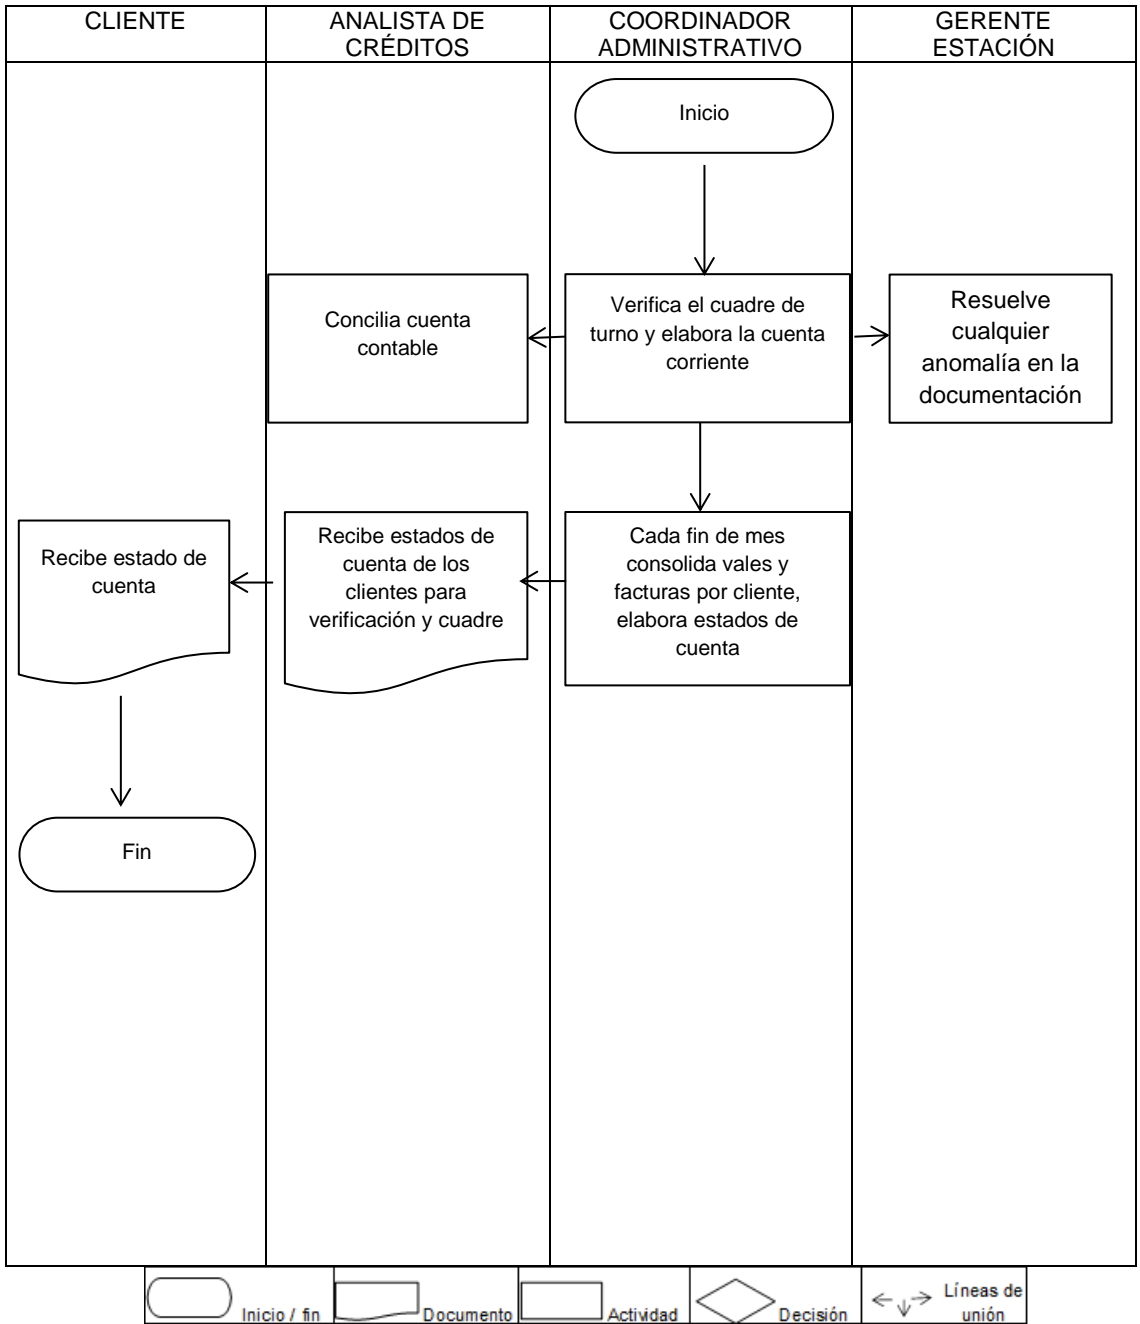 CLIENTE
ANALISTA DE
CRÉDITOS
COORDINADOR
ADMINISTRATIVO
GERENTE
ESTACIÓN
Inicio
Concilia cuenta
contable
Verifica el cuadre de
turno y elabora la cuenta
corriente
Resuelve
cualquier
anomalía en la
documentación
Recibe estado de
cuenta
Recibe estados de
cuenta de los
clientes para
verificación y cuadre
Cada fin de mes
consolida vales y
facturas por cliente,
elabora estados de
cuenta
Fin
Inicio / fin
Documento
Actividad
Decisión
Líneas de
unión